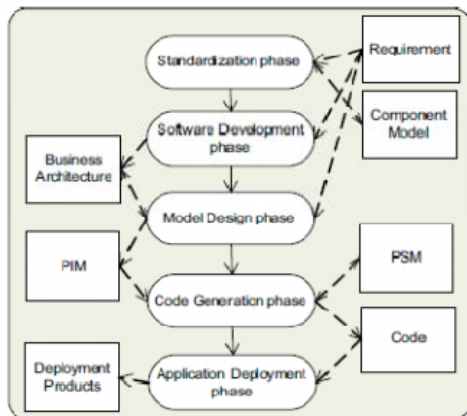 Requirement
Standardization phase
Component
Model
Software Development
phase
Business
Architecture
Model Design phase
PIM
PSM
Code Generation phase
Code
Deployment
Products
Application Deployment
phase